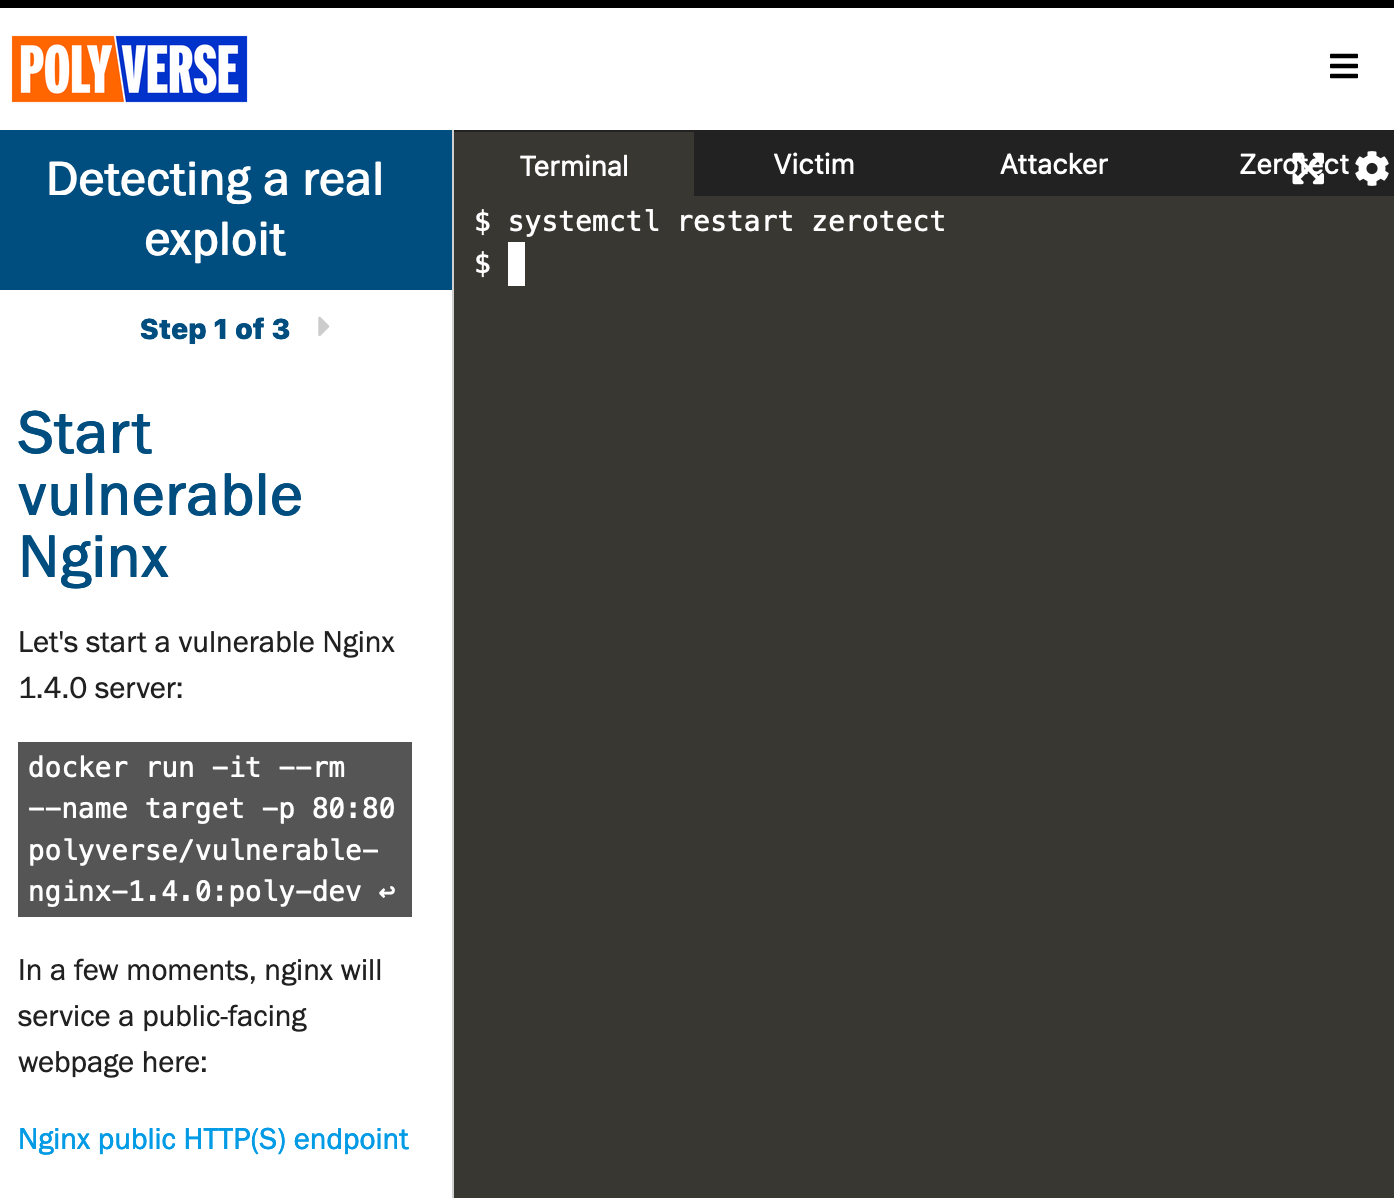 POLYVERSE
Detecting a real
exploit
Step 1 of 3
Start
vulnerable
Nginx
Let's start a vulnerable Nginx
1.4.0 server:
docker run -it --rm
--name target -p 80:80
polyverse/vulnerable-
nginx-1.4.0:poly-dev ↩
In a few moments, nginx will
service a public-facing
webpage here:
Nginx public HTTP(S) endpoint
Terminal Victim Attacker Zerotect
$ systemctl restart zerotect
$